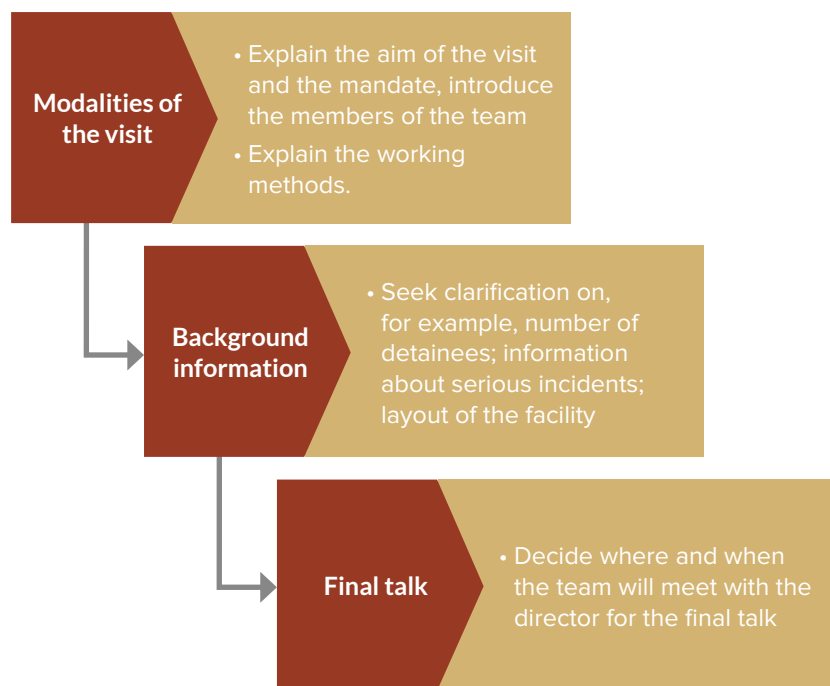 Modalities of
the visit
• Explain the aim of the visit
and the mandate, introduce
the members of the team
• Explain the working
methods.
Background
information
• Seek clarification on,
for example, number of
detainees; information
about serious incidents;
layout of the facility
Final talk
• Decide where and when
the team will meet with the
director for the final talk